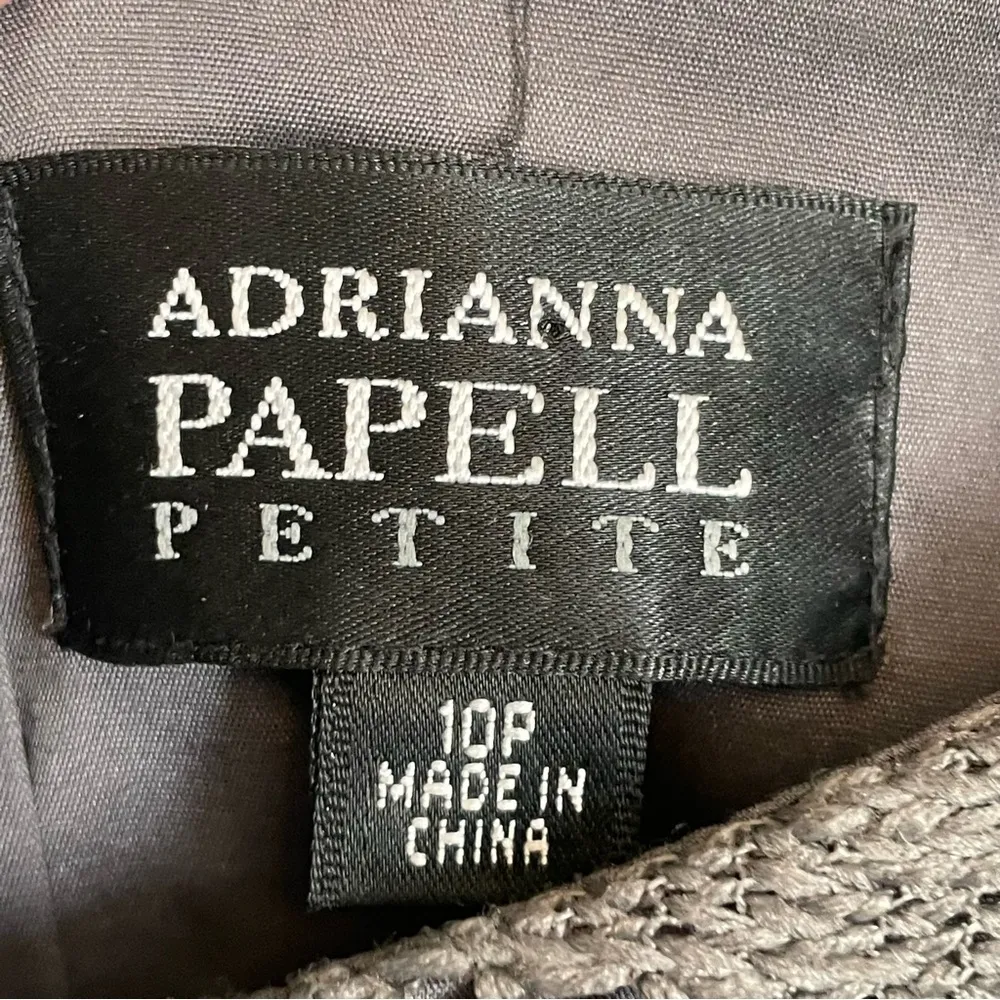 ADRIANNA
PAPELL
PETITE
10P
MADE IN
CHINA